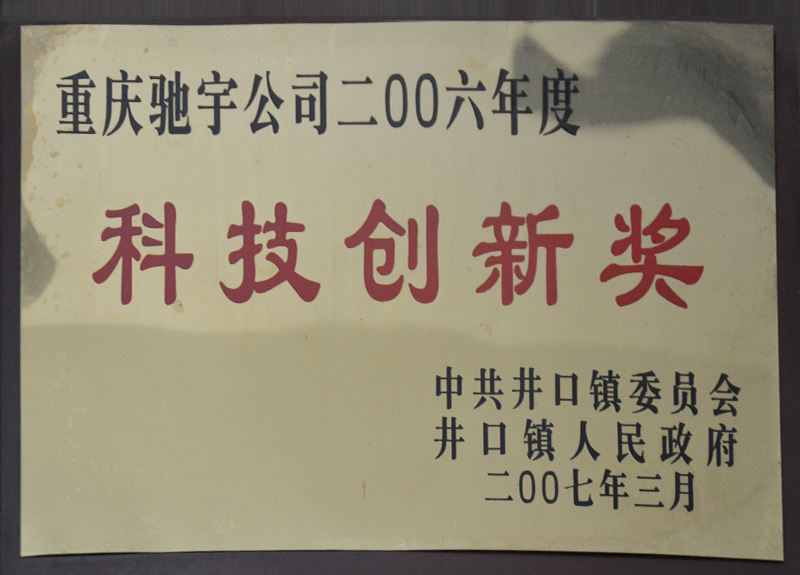 重庆驰宇公司二00六年度
科技创新奖
中共井口镇委员会
井口镇人民政府
二00七年三月